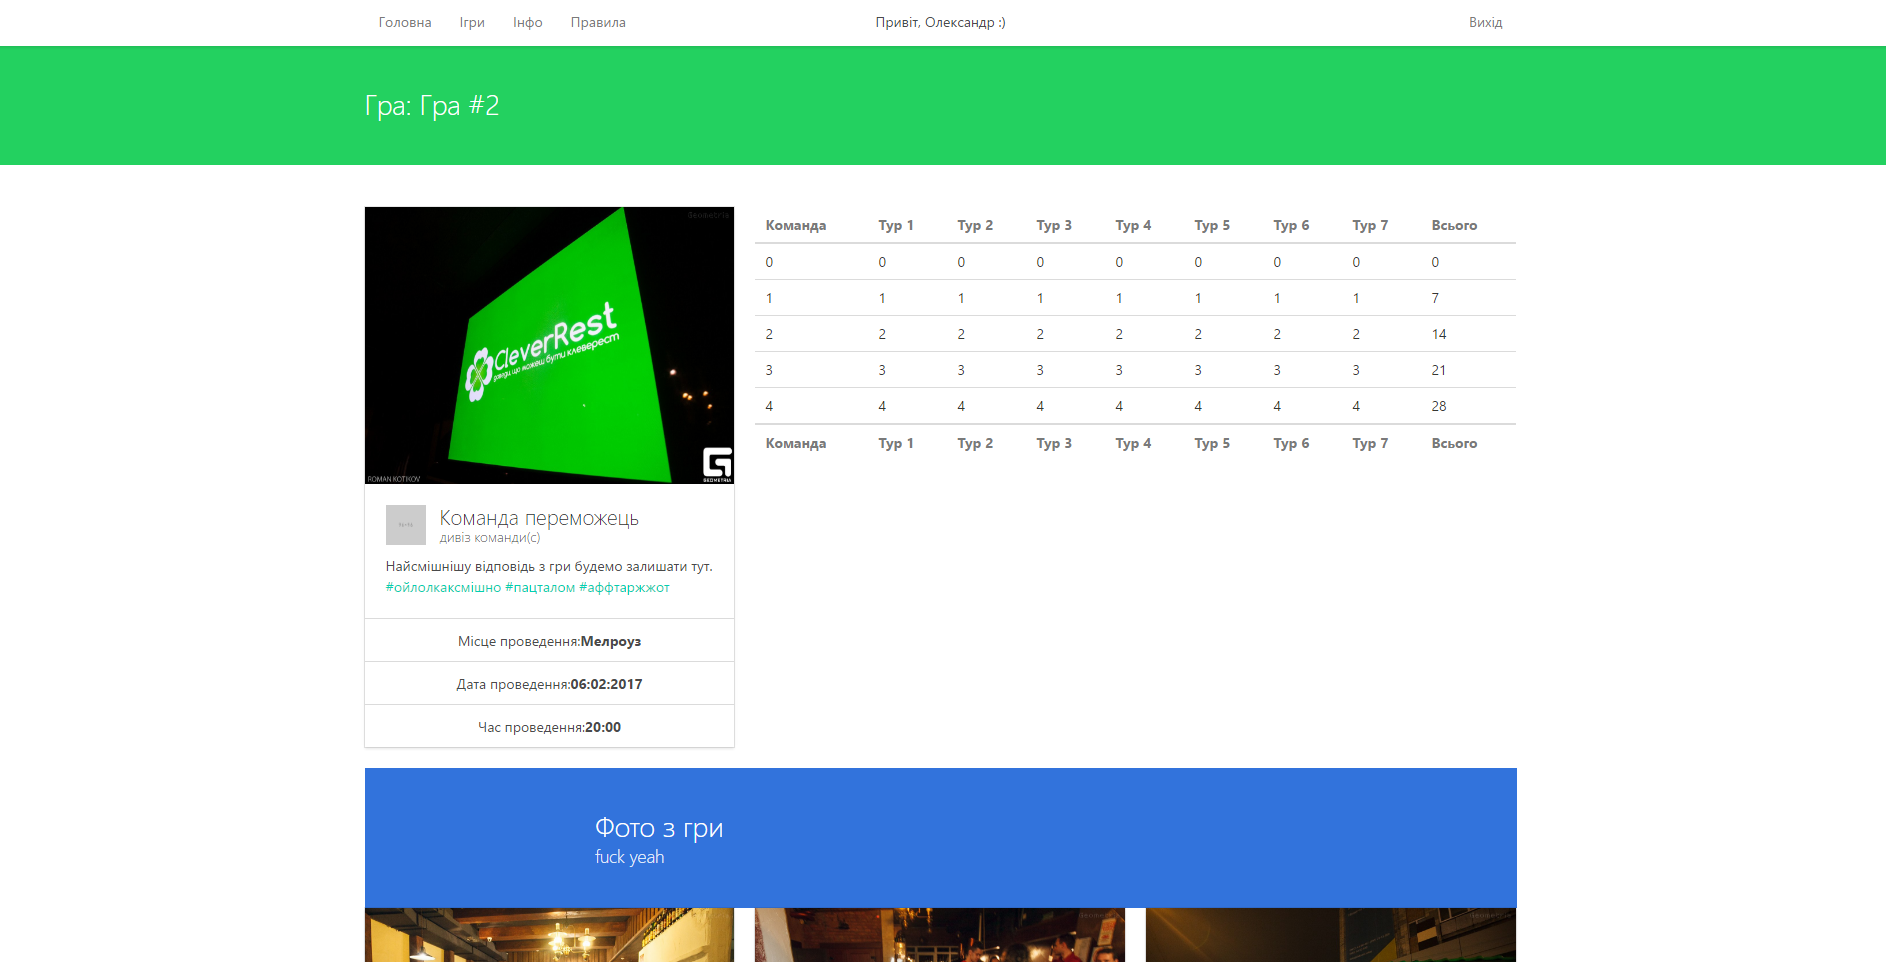 Головна Ігри Інфо Правила Привіт, Олександр :) Вихід
Гра: Гра #2
Geometria
CleverRest
доведи, що можеш бути клеверест
ROMAN KOTIKOV
GEOMETRIA
Команда переможець
дивіз команди(с)
Найсмішнішу відповідь з гри будемо залишати тут.
#ойлолкаксмішно #пацталом #аффтаржжот
Місце проведення:Мелроуз
Дата проведення:06:02:2017
Час проведення:20:00
Команда Тур 1 Тур 2 Тур 3 Тур 4 Тур 5 Тур 6 Тур 7 Всього
0 0 0 0 0 0 0 0 0
1 1 1 1 1 1 1 1 7
2 2 2 2 2 2 2 2 14
3 3 3 3 3 3 3 3 21
4 4 4 4 4 4 4 4 28
Команда Тур 1 Тур 2 Тур 3 Тур 4 Тур 5 Тур 6 Тур 7 Всього
Фото з гри
fuck yeah